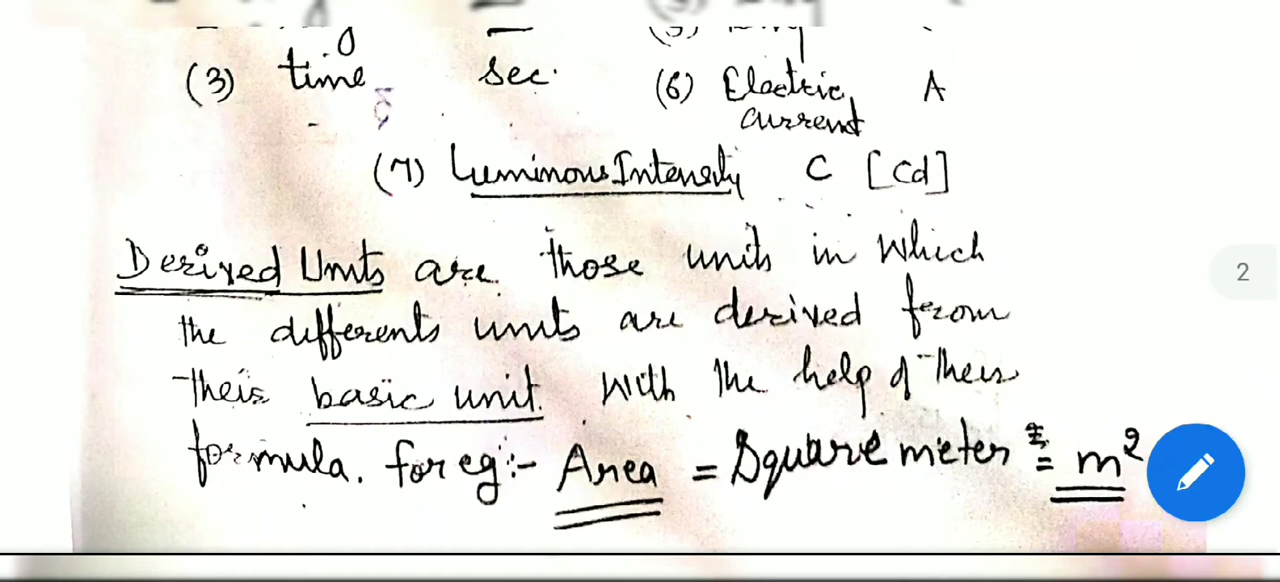 (3) time sec. (6) Electric A
current
(7) Luminous Intensity C [Cd]
Derived Units are those units in which
the differents units are derived from
their basic unit with the help of their
formula. for eg:- Area = Square meter = m²
2